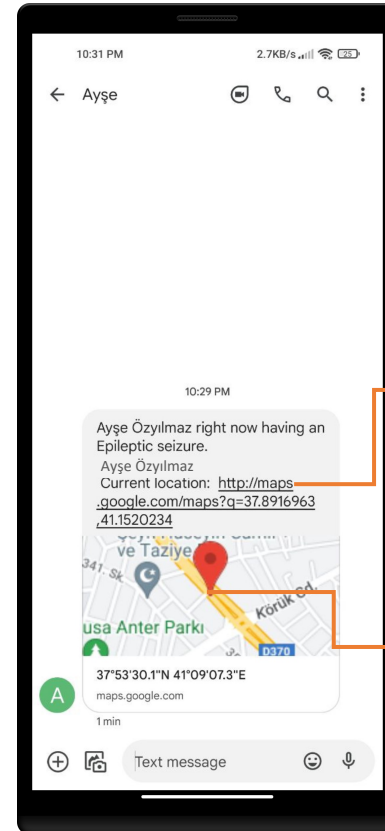 10:31 PM 2.7KB/s 25
Ayşe
10:29 PM
Ayşe Özyılmaz right now having an
Epileptic seizure.
Ayşe Özyılmaz
Current location: http://maps
.google.com/maps?q=37.8916963
,41.1520234
ve Taziye
341. Sk
Körük Cd.
usa Anter Parkı
D370
37°53'30.1"N 41°09'07.3"E
maps.google.com
A
1 min
Text message